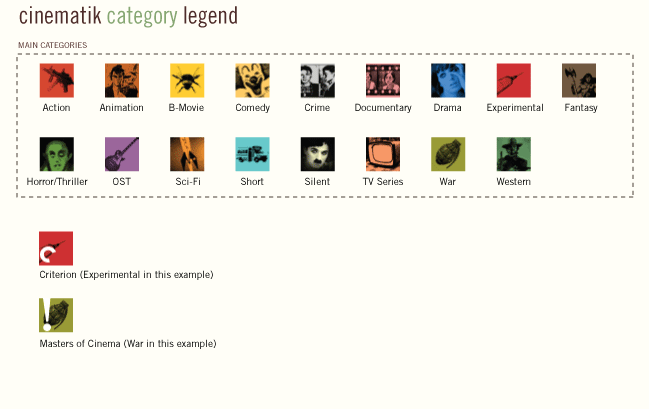 cinematik category legend
MAIN CATEGORIES
Action Animation B-Movie Comedy Crime Documentary Drama Experimental Fantasy
Horror/Thriller OST Sci-Fi Short Silent TV Series War Western
Criterion (Experimental in this example)
Masters of Cinema (War in this example)